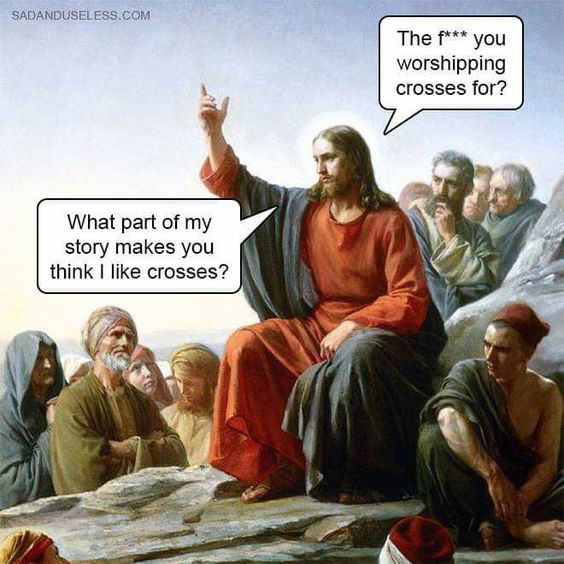 SADANDUSELESS.COM
The f*** you
worshipping
crosses for?
What part of my
story makes you
think I like crosses?